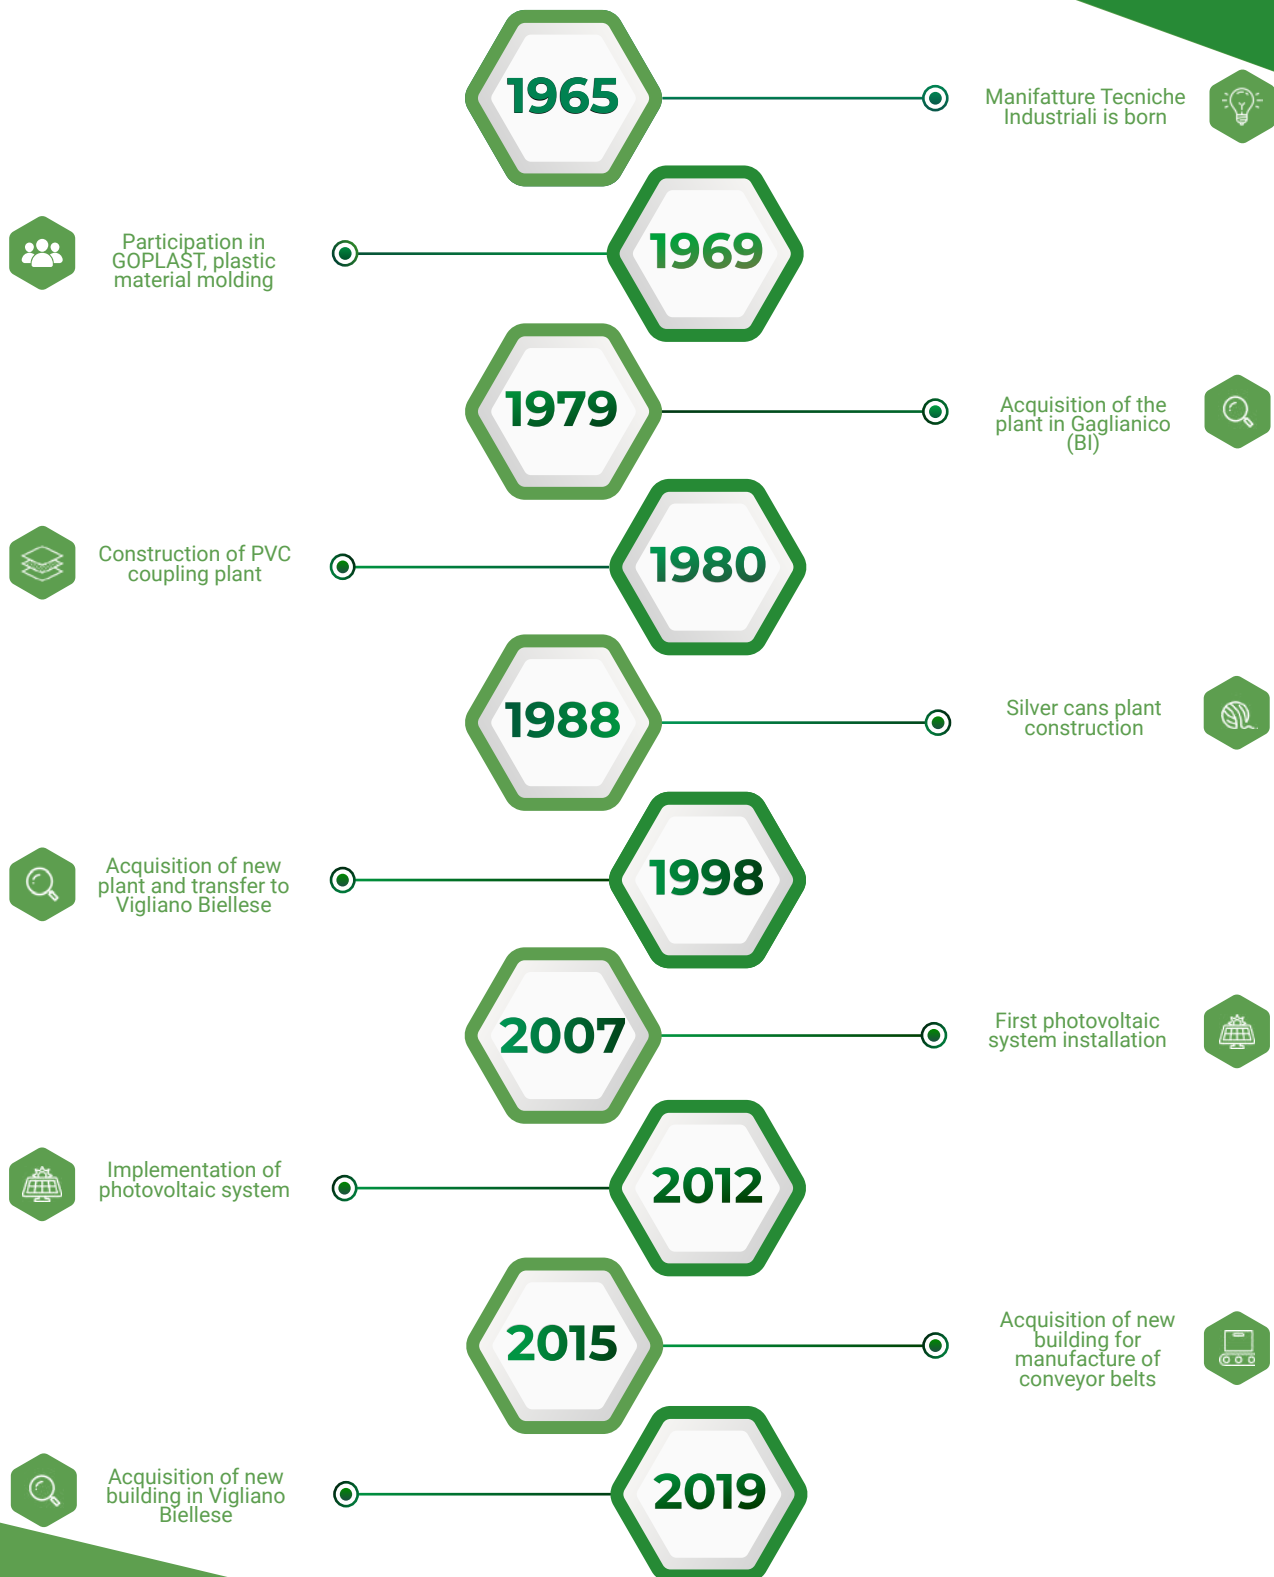 1965
Manifatture Tecniche
Industriali is born
1969
Participation in
GOPLAST, plastic
material molding
1979
Acquisition of the
plant in Gaglianico
(BI)
1980
Construction of PVC
coupling plant
1988
Silver cans plant
construction
1998
Acquisition of new
plant and transfer to
Vigliano Biellese
2007
First photovoltaic
system installation
2012
Implementation of
photovoltaic system
2015
Acquisition of new
building for
manufacture of
conveyor belts
2019
Acquisition of new
building in Vigliano
Biellese